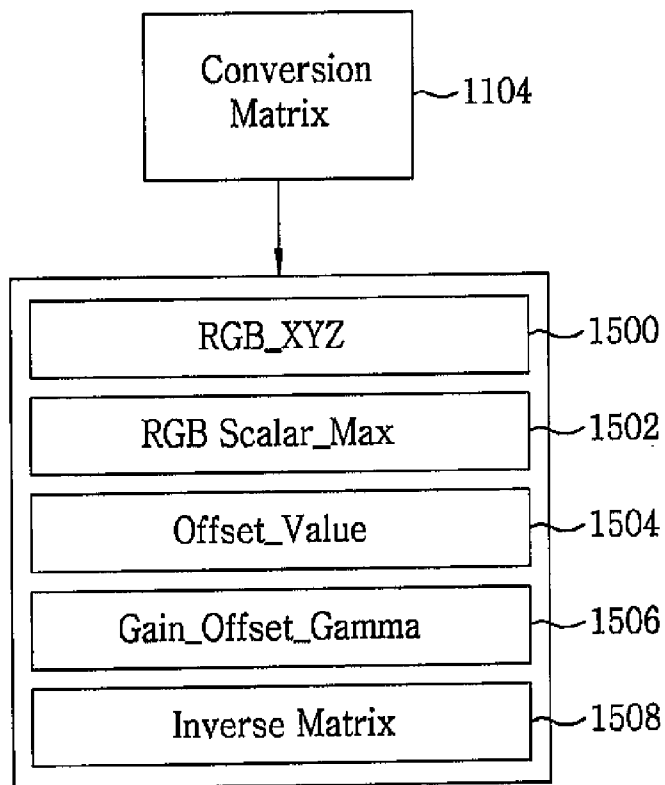 Conversion
Matrix
1104
RGB_XYZ
1500
RGB Scalar_Max
1502
Offset_Value
1504
Gain_Offset_Gamma
1506
Inverse Matrix
1508